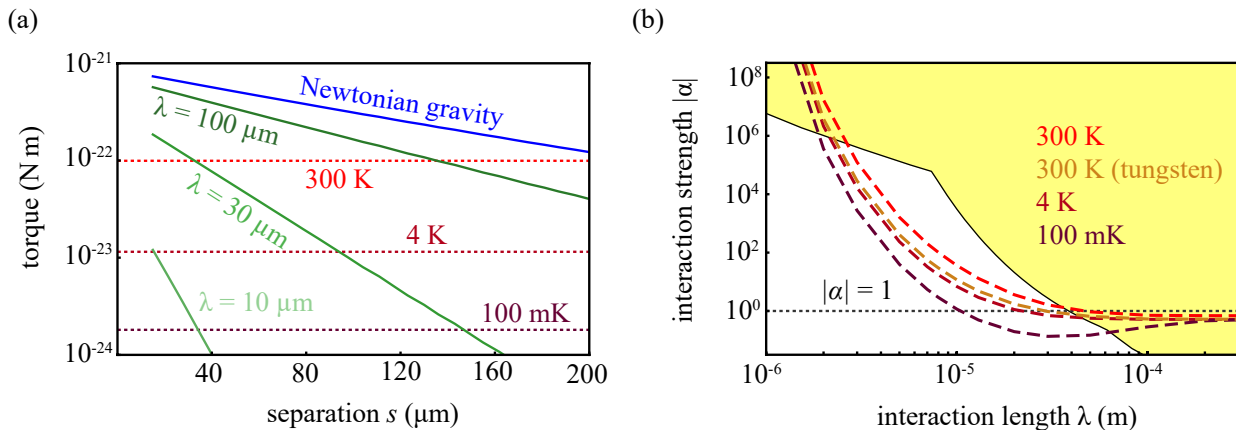 (a)
10^-21
10^-22
10^-23
10^-24
torque (N m)
Newtonian gravity
λ = 100 µm
λ = 30 µm
λ = 10 µm
300 K
4 K
100 mK
40
80
120
160
200
separation s (µm)
(b)
10^8
10^6
10^4
10^2
10^0
interaction strength |α|
300 K
300 K (tungsten)
4 K
100 mK
|α| = 1
10^-6
10^-5
10^-4
interaction length λ (m)